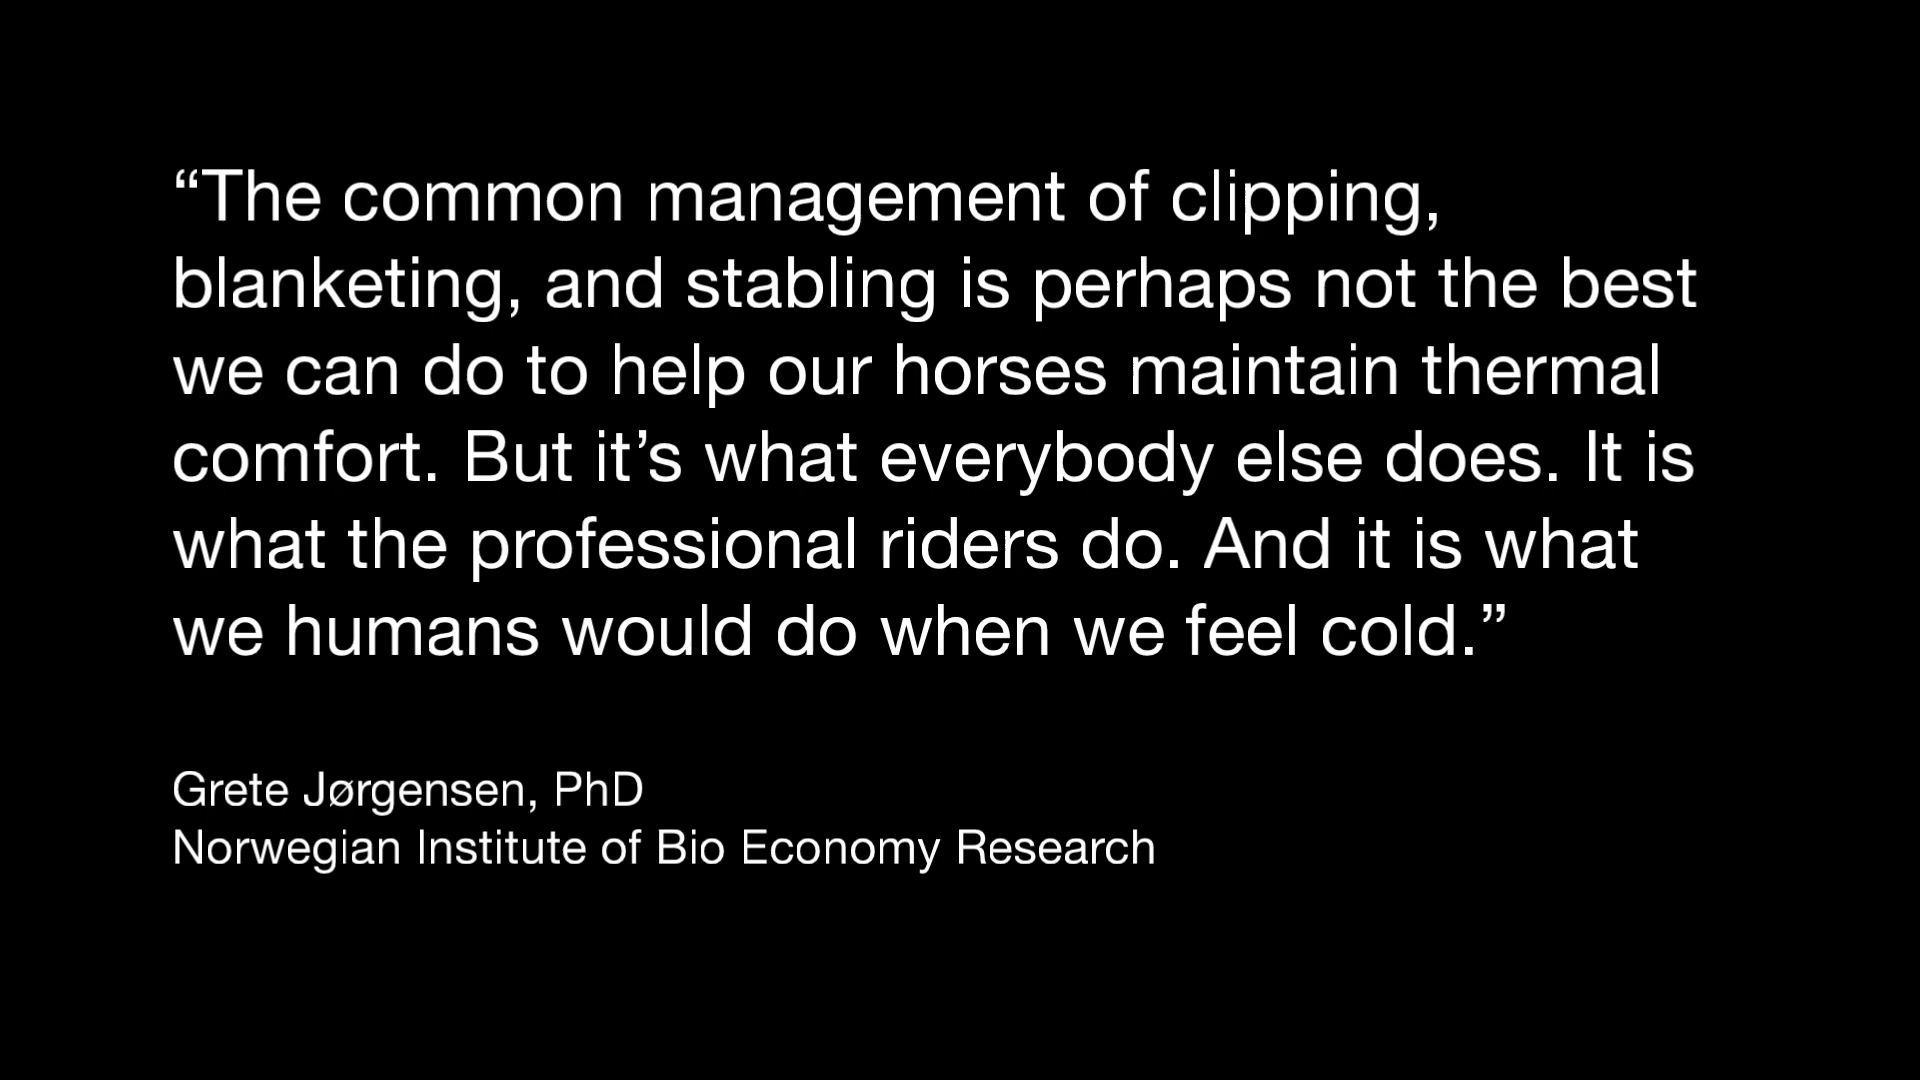 “The common management of clipping,
blanketing, and stabling is perhaps not the best
we can do to help our horses maintain thermal
comfort. But it’s what everybody else does. It is
what the professional riders do. And it is what
we humans would do when we feel cold.”
Grete Jørgensen, PhD
Norwegian Institute of Bio Economy Research